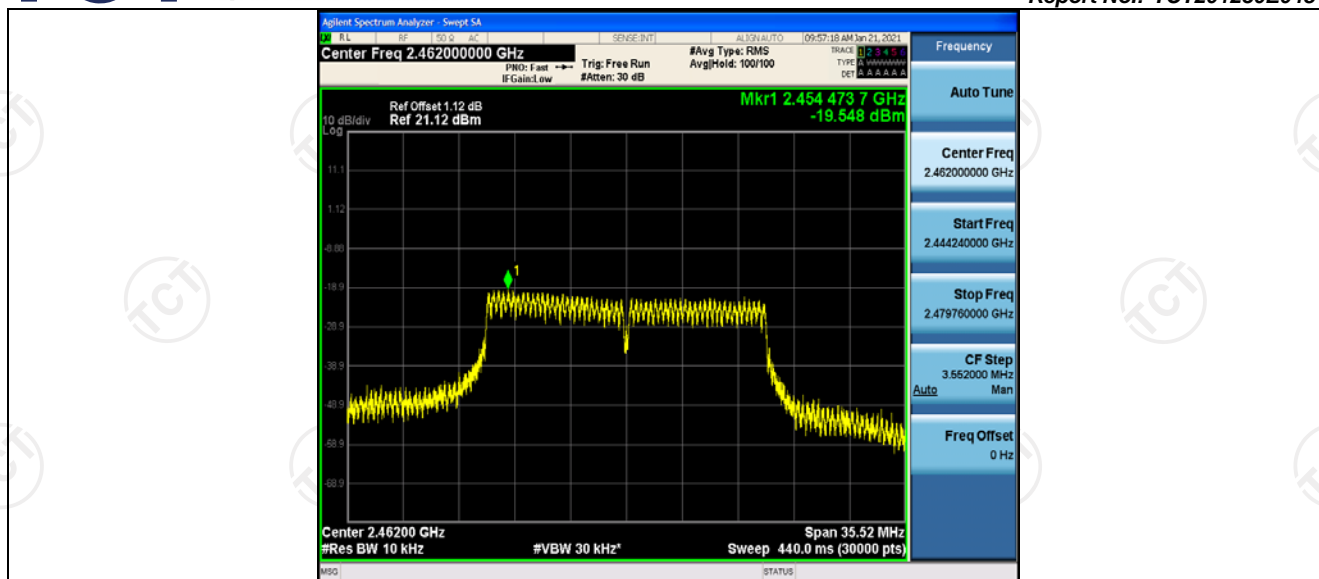 Agilent Spectrum Analyzer - Swept SA
RL RF 50 Ω AC SENSE:INT ALIGN AUTO 09:57:18 AM Jan 21, 2021
Center Freq 2.462000000 GHz
#Avg Type: RMS
TRACE 1 2 3 4 5 6
PNO: Fast
Trig: Free Run
Avg|Hold: 100/100
TYPE A WWWWW
IFGain:Low
#Atten: 30 dB
DET A A A A A A
Ref Offset 1.12 dB
Mkr1 2.454 473 7 GHz
10 dB/div Ref 21.12 dBm
-19.548 dBm
Log
11.1
1.12
-8.88
1
-18.9
-28.9
-38.9
-48.9
-58.9
-68.9
Center 2.46200 GHz
Span 35.52 MHz
#Res BW 10 kHz
#VBW 30 kHz*
Sweep 440.0 ms (30000 pts)
MSG
STATUS
Frequency
Auto Tune
Center Freq
2.462000000 GHz
Start Freq
2.444240000 GHz
Stop Freq
2.479760000 GHz
CF Step
3.552000 MHz
Auto Man
Freq Offset
0 Hz
TCT
TCT
TCT
TCT